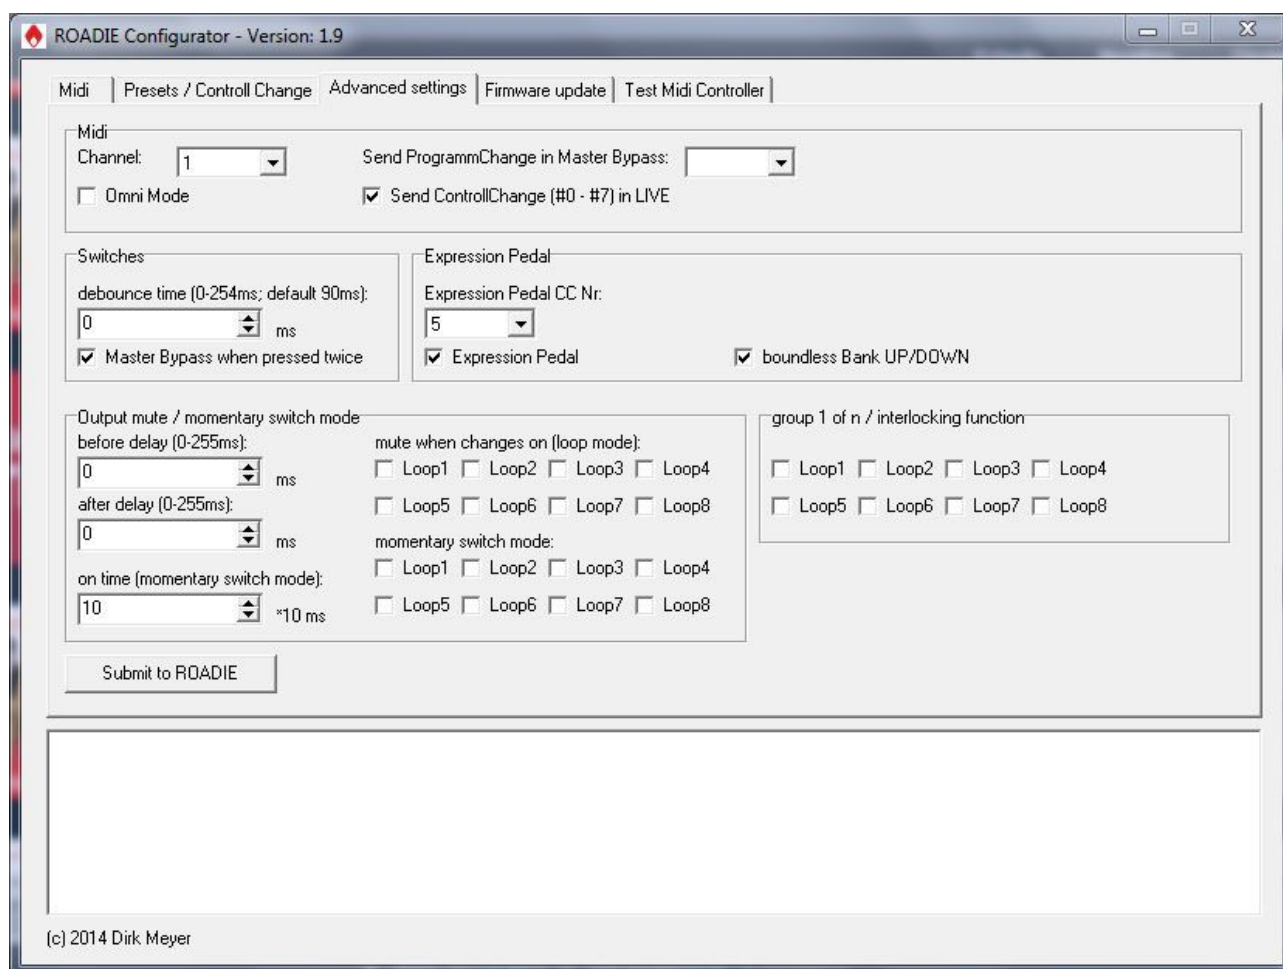 ROADIE Configurator - Version: 1.9
Midi Presets / Controll Change Advanced settings Firmware update Test Midi Controller
Midi
Channel: 1 Send ProgrammChange in Master Bypass:
Omni Mode Send ControllChange (#0 - #7) in LIVE
Switches
debounce time (0-254ms; default 90ms):
0 ms
Master Bypass when pressed twice
Expression Pedal
Expression Pedal CC Nr:
5
Expression Pedal boundless Bank UP/DOWN
Output mute / momentary switch mode
before delay (0-255ms):
0 ms
after delay (0-255ms):
0 ms
on time (momentary switch mode):
10 *10 ms
mute when changes on (loop mode):
Loop1 Loop2 Loop3 Loop4
Loop5 Loop6 Loop7 Loop8
momentary switch mode:
Loop1 Loop2 Loop3 Loop4
Loop5 Loop6 Loop7 Loop8
group 1 of n / interlocking function
Loop1 Loop2 Loop3 Loop4
Loop5 Loop6 Loop7 Loop8
Submit to ROADIE
(c) 2014 Dirk Meyer